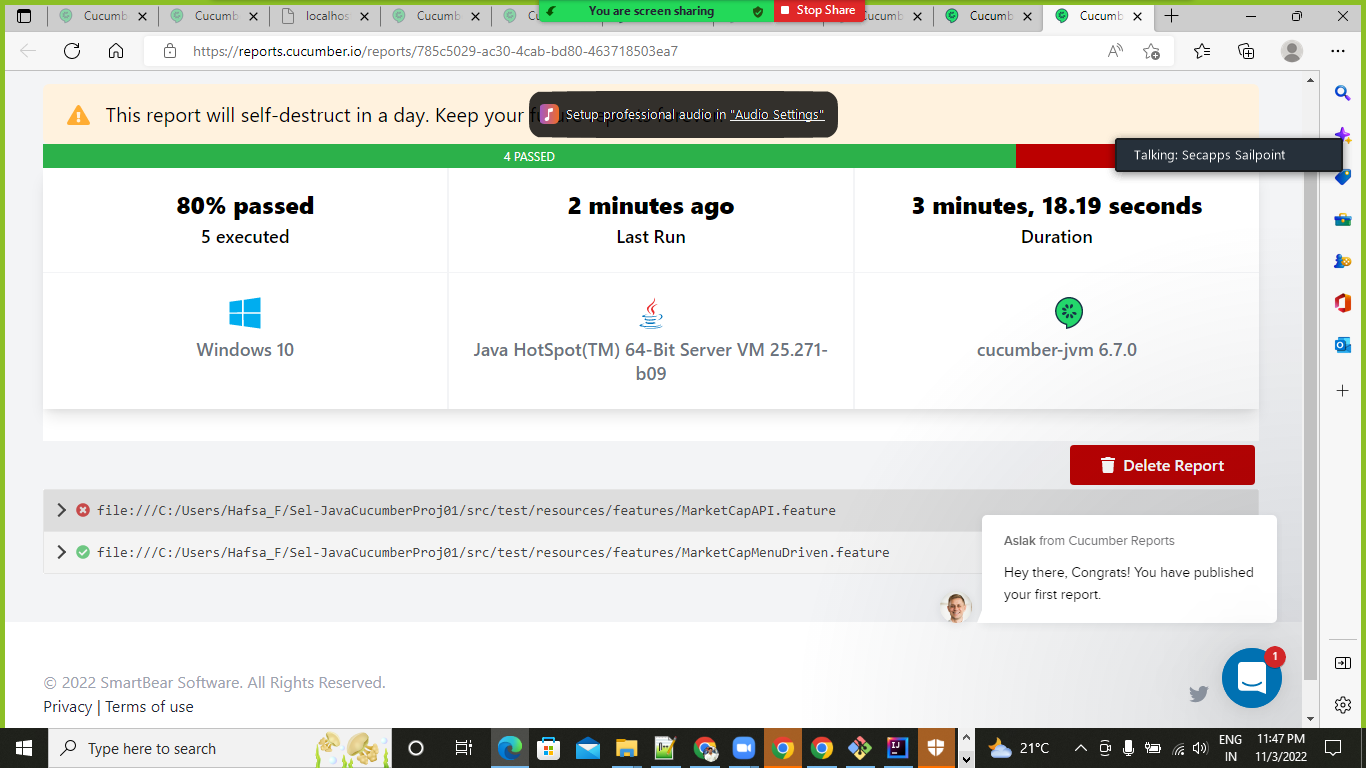 Cucumb
Cucumb
localhos
Cucumb
Cucumb
Cucumb
Cucumb
You are screen sharing
Stop Share
https://reports.cucumber.io/reports/785c5029-ac30-4cab-bd80-463718503ea7
This report will self-destruct in a day. Keep your
Setup professional audio in "Audio Settings"
4 PASSED
Talking: Secapps Sailpoint
80% passed
5 executed
2 minutes ago
Last Run
3 minutes, 18.19 seconds
Duration
Windows 10
Java HotSpot(TM) 64-Bit Server VM 25.271-
b09
cucumber-jvm 6.7.0
Delete Report
file:///C:/Users/Hafsa_F/Sel-JavaCucumberProj01/src/test/resources/features/MarketCapAPI.feature
file:///C:/Users/Hafsa_F/Sel-JavaCucumberProj01/src/test/resources/features/MarketCapMenuDriven.feature
Aslak from Cucumber Reports
Hey there, Congrats! You have published
your first report.
1
© 2022 SmartBear Software. All Rights Reserved.
Privacy | Terms of use
Type here to search
21°C
ENG
IN
11:47 PM
11/3/2022